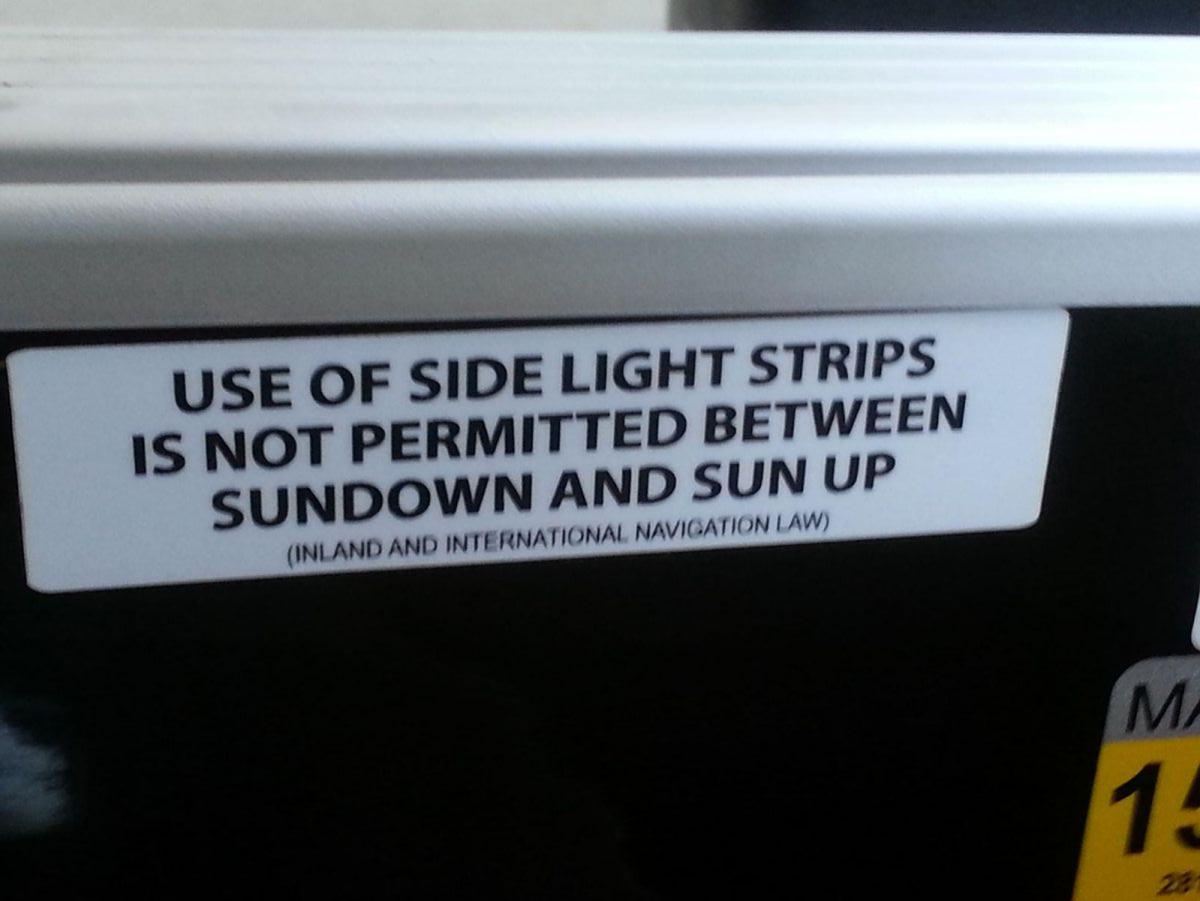 USE OF SIDE LIGHT STRIPS
IS NOT PERMITTED BETWEEN
SUNDOWN AND SUN UP
(INLAND AND INTERNATIONAL NAVIGATION LAW)